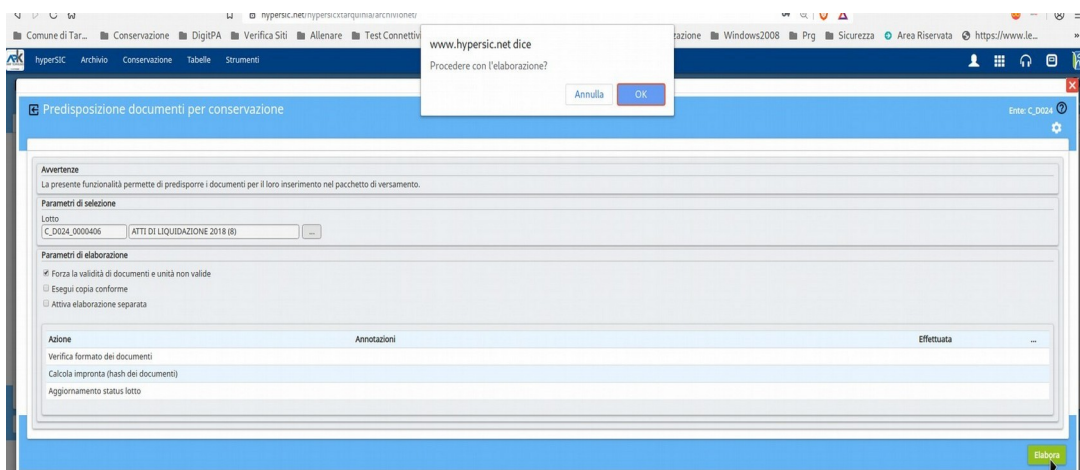 hypersic.net/hypersicxtarquinia/archivionet/
Comune di Tar... Conservazione DigitPA Verifica Siti Allenare Test Connettivi
Windows2008 Prg Sicurezza Area Riservata https://www.le... »
www.hypersic.net dice
Procedere con l'elaborazione?
Annulla OK
hyperSIC Archivio Conservazione Tabelle Strumenti
Predisposizione documenti per conservazione
Ente: C_D024
Avvertenze
La presente funzionalità permette di predisporre i documenti per il loro inserimento nel pacchetto di versamento.
Parametri di selezione
Lotto
C_D024_0000406 ATTI DI LIQUIDAZIONE 2018 (8) ...
Parametri di elaborazione
Forza la validità di documenti e unità non valide
Esegui copia conforme
Attiva elaborazione separata
Azione Annotazioni Effettuata ...
Verifica formato dei documenti
Calcola impronta (hash dei documenti)
Aggiornamento status lotto
Elabora